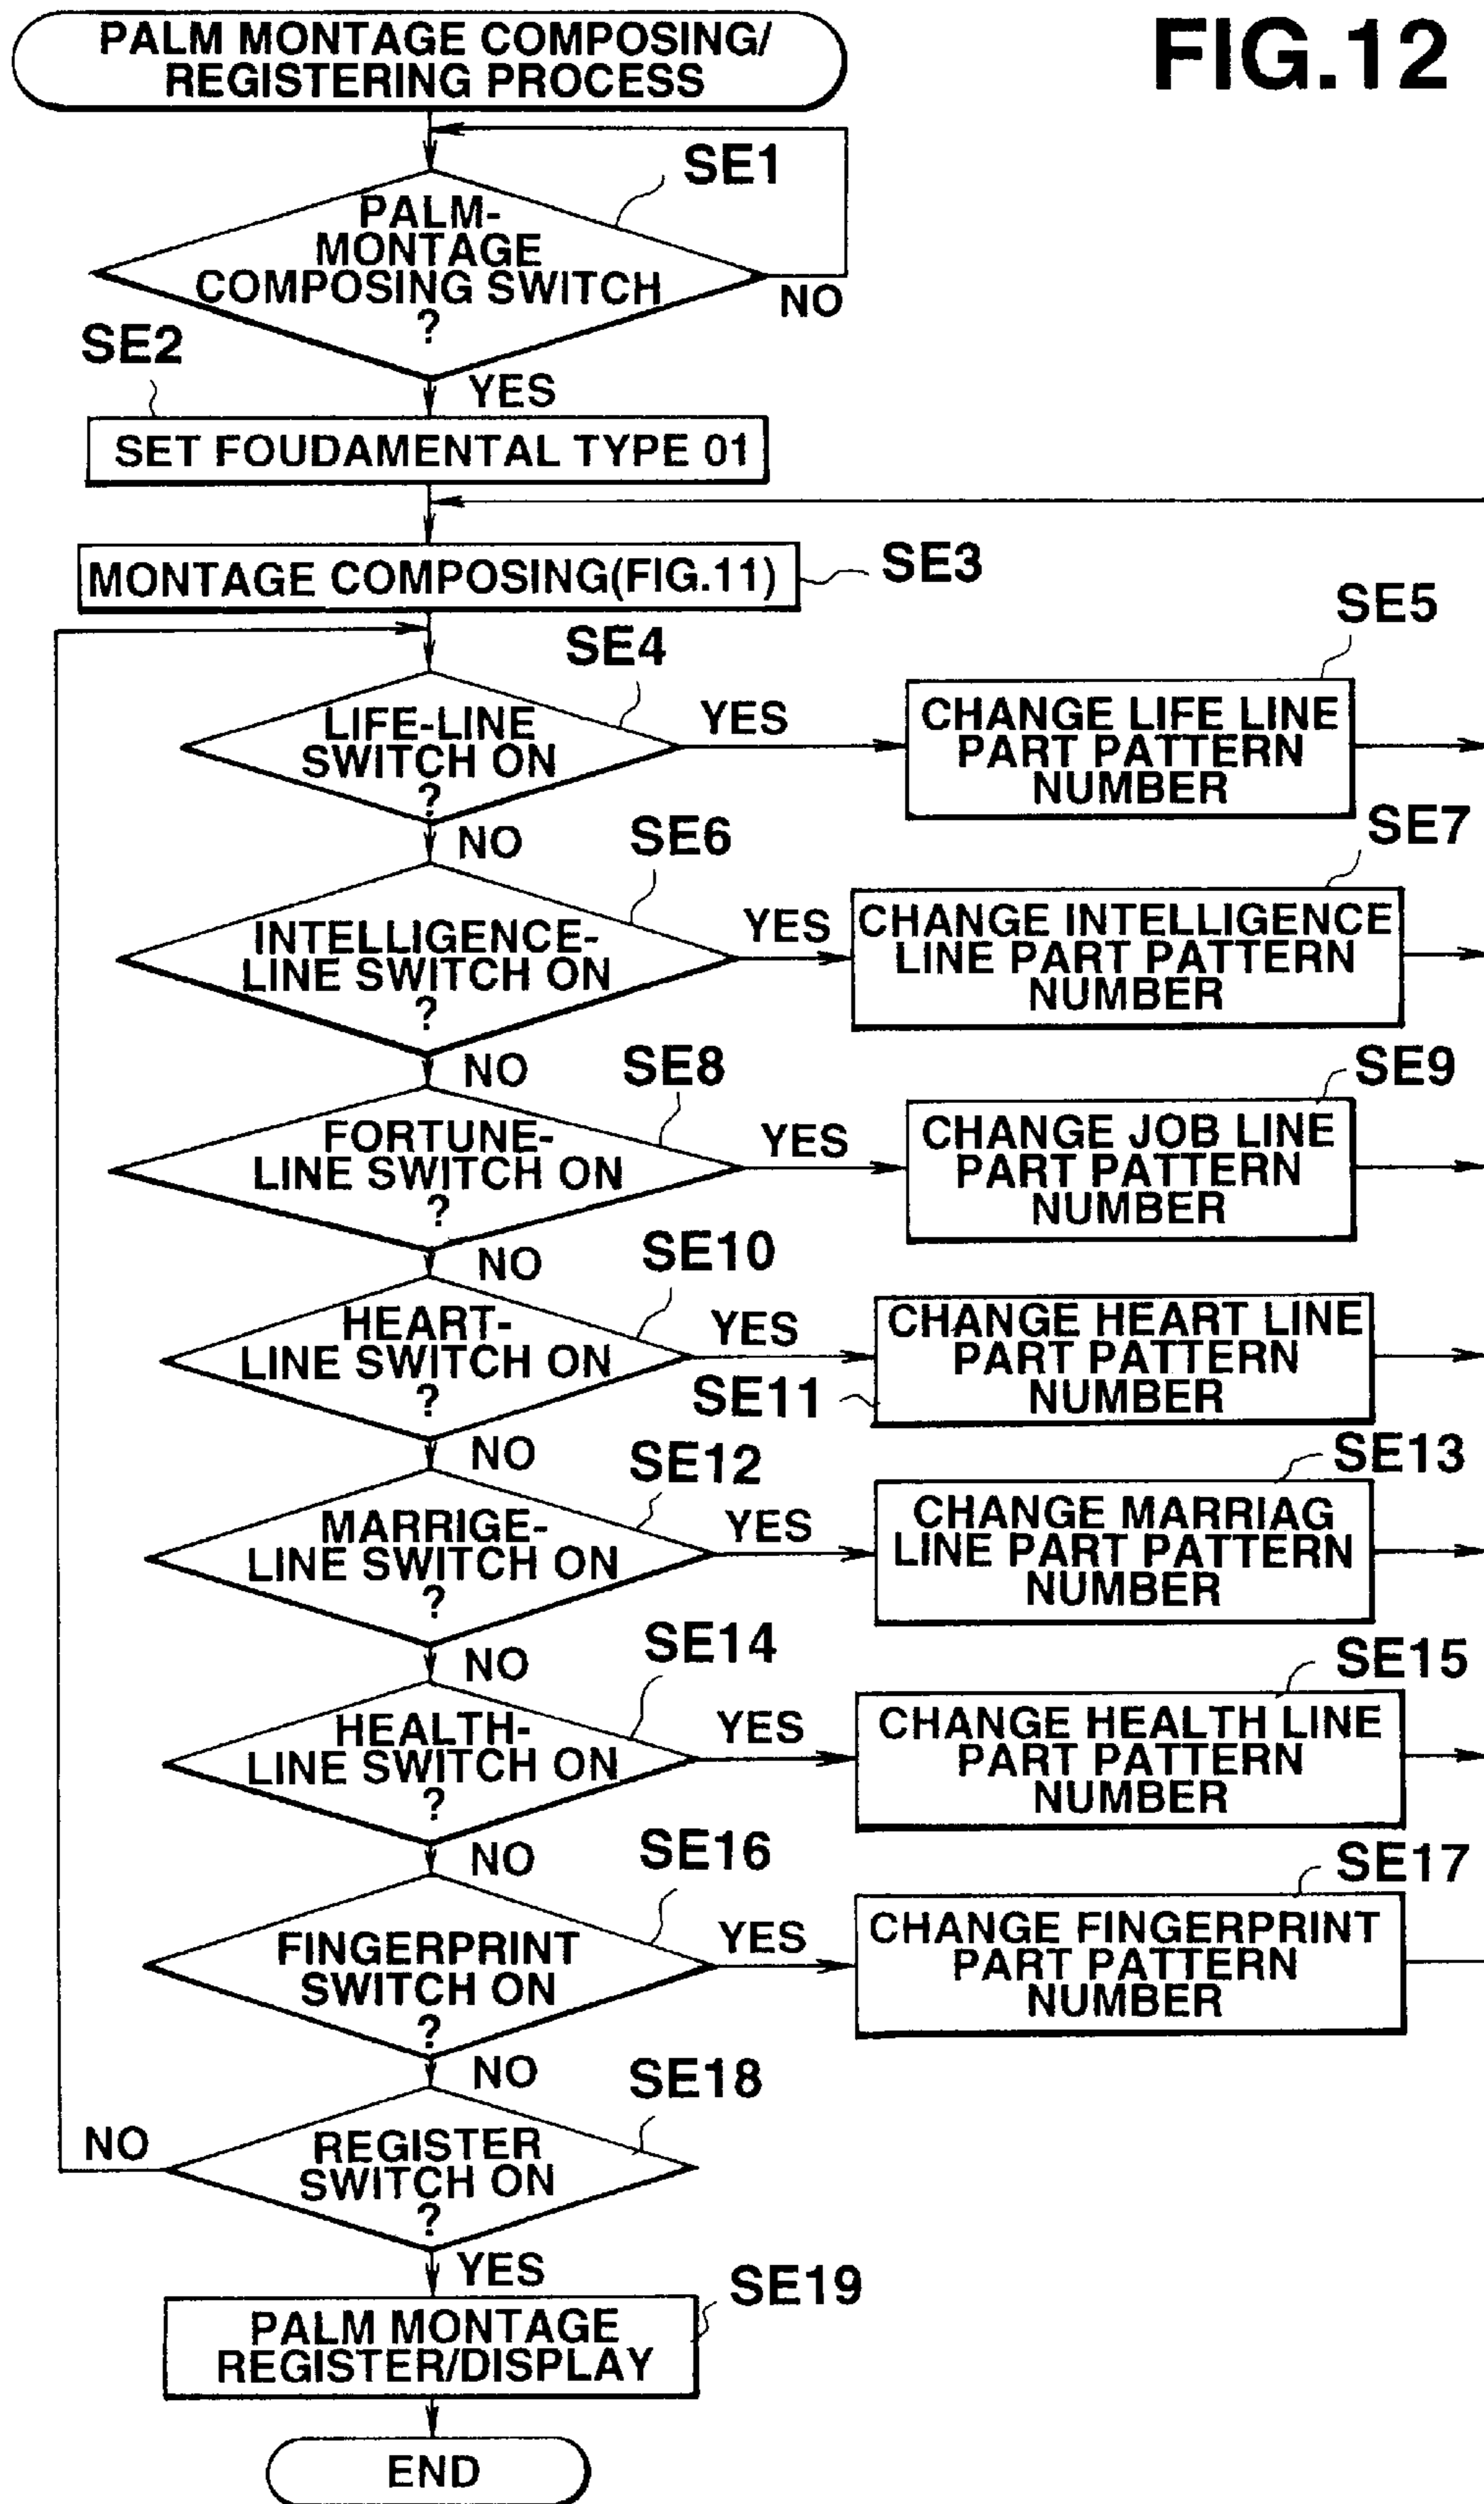 FIG.12
PALM MONTAGE COMPOSING/
REGISTERING PROCESS
SE1
PALM-
MONTAGE
COMPOSING SWITCH
?
NO
SE2
YES
SET FOUDAMENTAL TYPE 01
MONTAGE COMPOSING(FIG.11)
SE3
SE4
LIFE-LINE
SWITCH ON
?
YES
SE5
CHANGE LIFE LINE
PART PATTERN
NUMBER
NO
SE6
INTELLIGENCE-
LINE SWITCH ON
?
YES
SE7
CHANGE INTELLIGENCE
LINE PART PATTERN
NUMBER
NO
SE8
FORTUNE-
LINE SWITCH ON
?
YES
SE9
CHANGE JOB LINE
PART PATTERN
NUMBER
NO
SE10
HEART-
LINE SWITCH ON
?
YES
SE11
CHANGE HEART LINE
PART PATTERN
NUMBER
NO
SE12
MARRIGE-
LINE SWITCH ON
?
YES
SE13
CHANGE MARRIAG
LINE PART PATTERN
NUMBER
NO
SE14
HEALTH-
LINE SWITCH ON
?
YES
SE15
CHANGE HEALTH LINE
PART PATTERN
NUMBER
NO
SE16
FINGERPRINT
SWITCH ON
?
YES
SE17
CHANGE FINGERPRINT
PART PATTERN
NUMBER
NO
SE18
REGISTER
SWITCH ON
?
NO
YES
SE19
PALM MONTAGE
REGISTER/DISPLAY
END